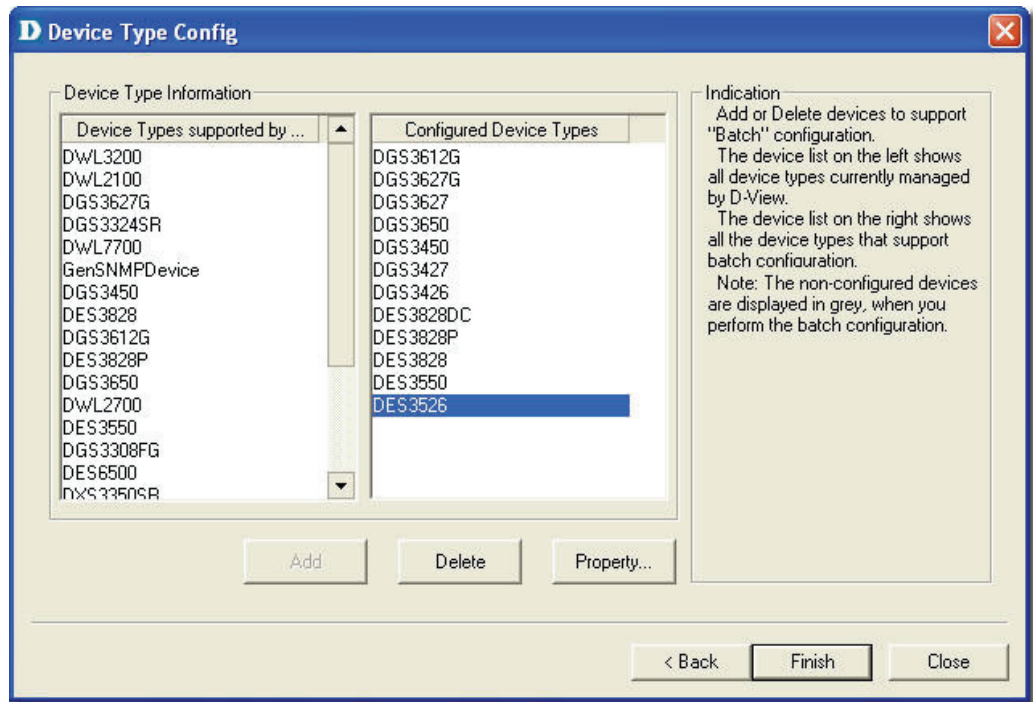 D Device Type Config
Device Type Information
Device Types supported by ...
DWL3200
DWL2100
DGS3627G
DGS3324SR
DWL7700
GenSNMPDevice
DGS3450
DES3828
DGS3612G
DES3828P
DGS3650
DWL2700
DES3550
DGS3308FG
DES6500
DXS3350SR
Configured Device Types
DGS3612G
DGS3627G
DGS3627
DGS3650
DGS3450
DGS3427
DGS3426
DES3828DC
DES3828P
DES3828
DES3550
DES3526
Indication
Add or Delete devices to support
"Batch" configuration.
The device list on the left shows
all device types currently managed
by D-View.
The device list on the right shows
all the device types that support
batch configuration.
Note: The non-configured devices
are displayed in grey, when you
perform the batch configuration.
Add
Delete
Property...
< Back
Finish
Close